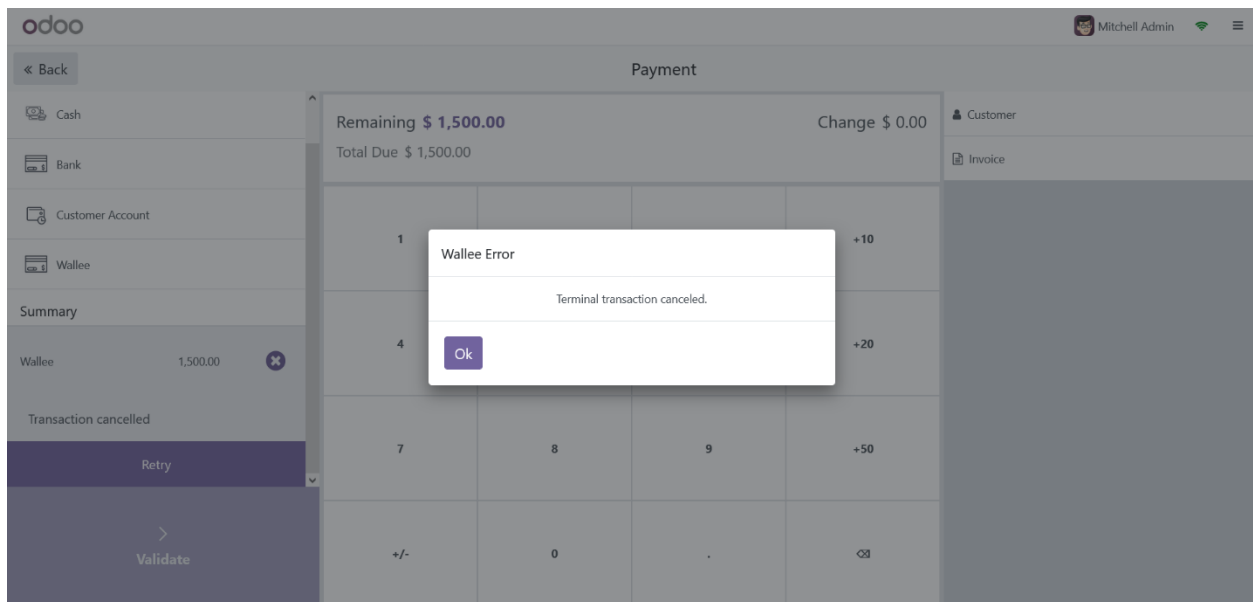 odoo
Mitchell Admin
« Back
Payment
Cash
Bank
Customer Account
Wallee
Summary
Wallee 1,500.00
Transaction cancelled
Retry
Validate
Remaining $ 1,500.00 Change $ 0.00
Total Due $ 1,500.00
1 +10
4 +20
7 8 9 +50
+/- 0 .
Wallee Error
Terminal transaction canceled.
Ok
Customer
Invoice